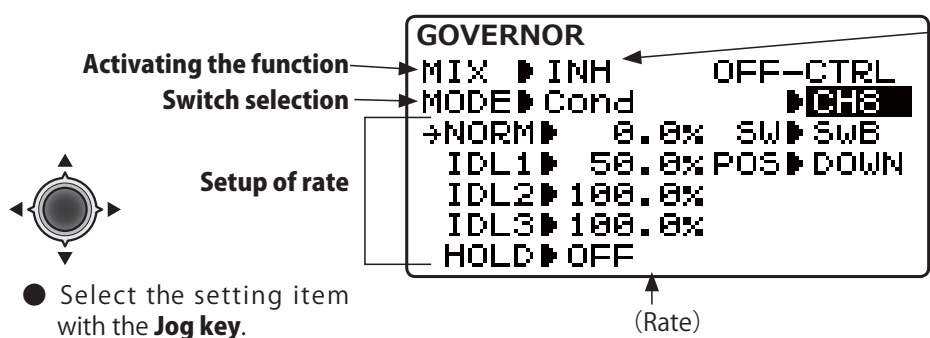 GOVERNOR
Activating the function
MIX INH OFF-CTRL
Switch selection
MODE Cond CH8
→NORM 0.0% SW SwB
Setup of rate
IDL1 50.0% POS DOWN
IDL2 100.0%
IDL3 100.0%
HOLD OFF
● Select the setting item
with the Jog key.
(Rate)